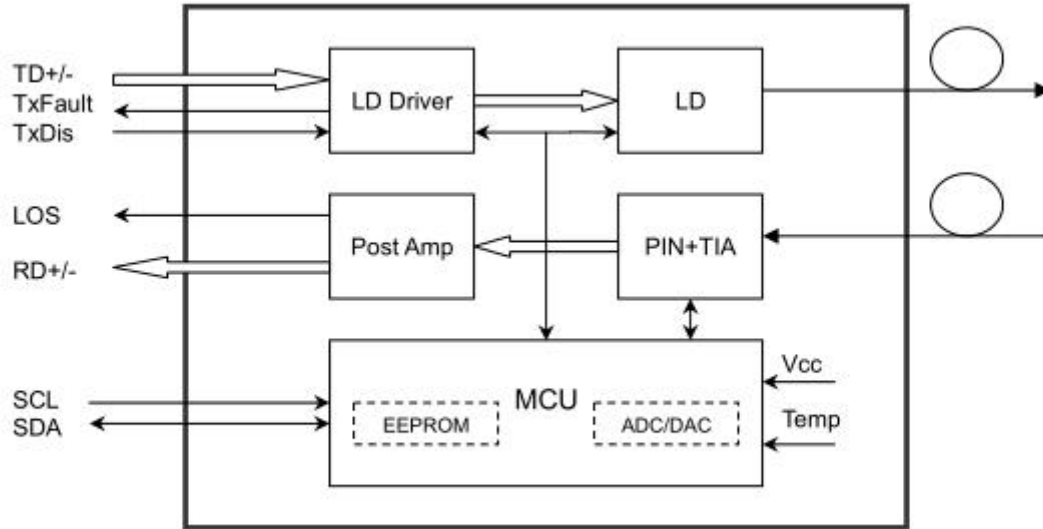 TD+/-
TxFault
TxDis
LD Driver
LD
LOS
RD+/-
Post Amp
PIN+TIA
SCL
SDA
MCU
EEPROM
ADC/DAC
Vcc
Temp